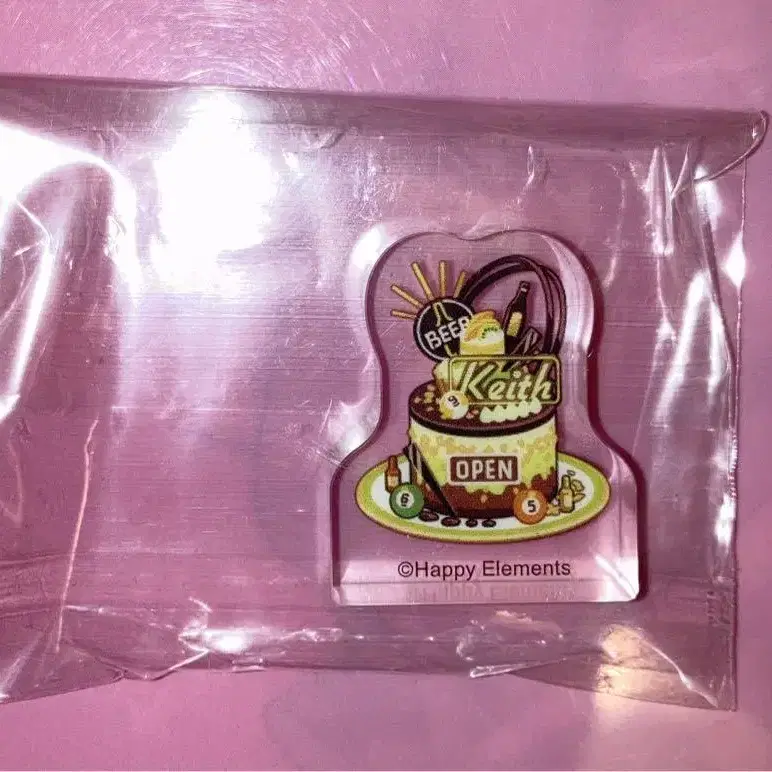 BEER
Keith
9
OPEN
6
5
©Happy Elements